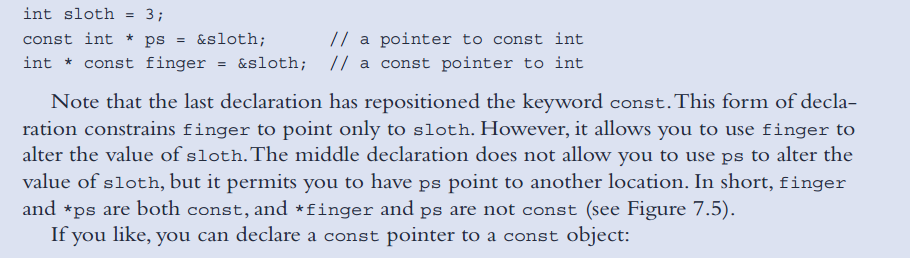 int sloth = 3;
const int * ps = &sloth;       // a pointer to const int
int * const finger = &sloth;  // a const pointer to int
Note that the last declaration has repositioned the keyword const. This form of decla-
ration constrains finger to point only to sloth. However, it allows you to use finger to
alter the value of sloth. The middle declaration does not allow you to use ps to alter the
value of sloth, but it permits you to have ps point to another location. In short, finger
and *ps are both const, and *finger and ps are not const (see Figure 7.5).
If you like, you can declare a const pointer to a const object: